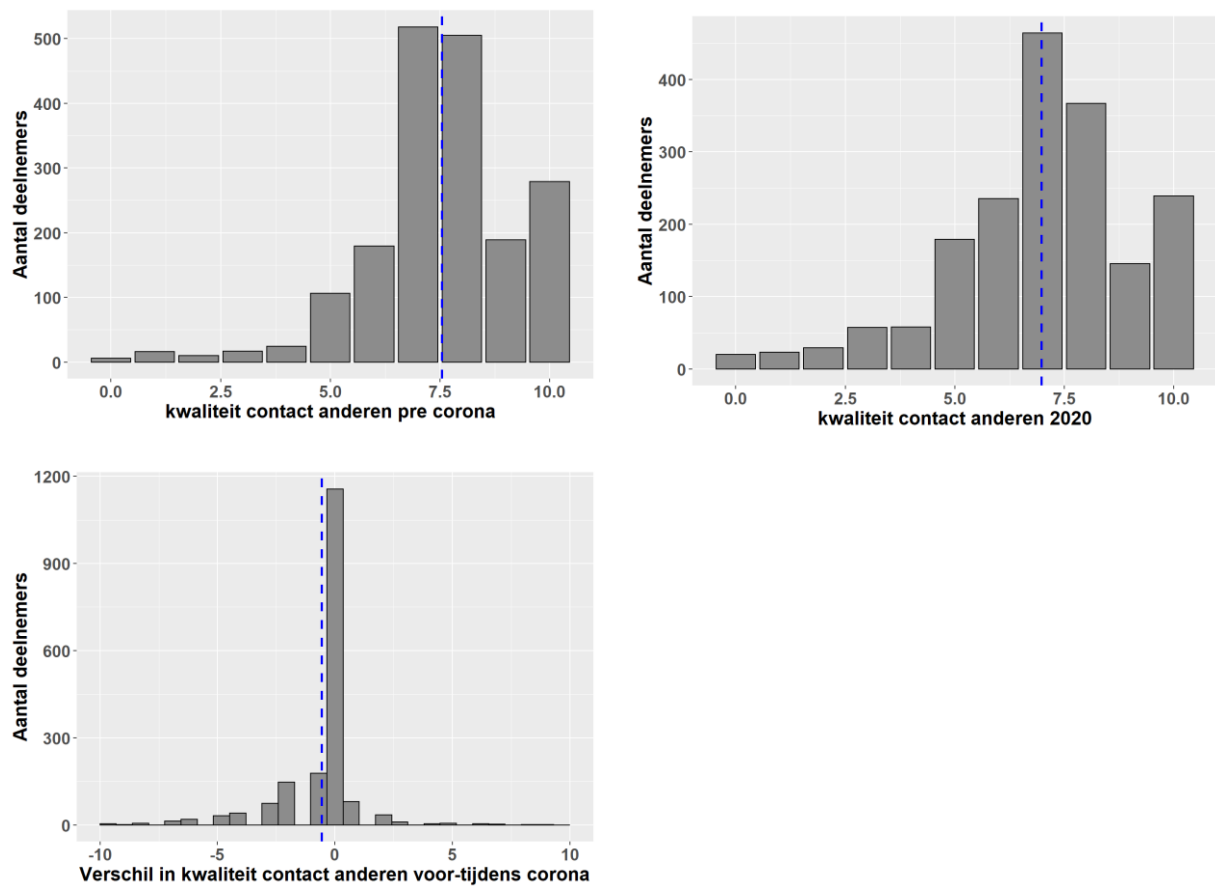 500
400
300
200
100
0
Aantal deelnemers
0.0 2.5 5.0 7.5 10.0
kwaliteit contact anderen pre corona
400
300
200
100
0
Aantal deelnemers
0.0 2.5 5.0 7.5 10.0
kwaliteit contact anderen 2020
1200
900
600
300
0
Aantal deelnemers
-10 -5 0 5 10
Verschil in kwaliteit contact anderen voor-tijdens corona